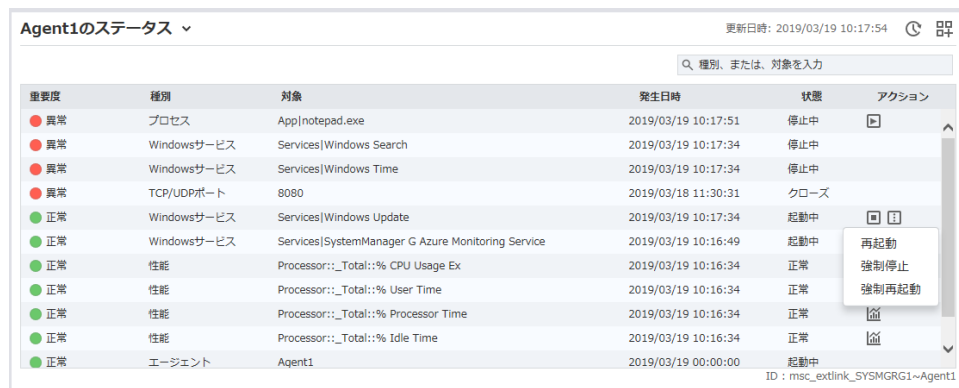 Agent1のステータス
更新日時: 2019/03/19 10:17:54
種別、または、対象を入力
重要度 種別 対象 発生日時 状態 アクション
異常 プロセス App|notepad.exe 2019/03/19 10:17:51 停止中
異常 Windowsサービス Services|Windows Search 2019/03/19 10:17:34 停止中
異常 Windowsサービス Services|Windows Time 2019/03/19 10:17:34 停止中
異常 TCP/UDPポート 8080 2019/03/18 11:30:31 クローズ
正常 Windowsサービス Services|Windows Update 2019/03/19 10:17:34 起動中
正常 Windowsサービス Services|SystemManager G Azure Monitoring Service 2019/03/19 10:16:49 起動中
再起動
正常 性能 Processor::_Total::% CPU Usage Ex 2019/03/19 10:16:34 正常
強制停止
正常 性能 Processor::_Total::% User Time 2019/03/19 10:16:34 正常
強制再起動
正常 性能 Processor::_Total::% Processor Time 2019/03/19 10:16:34 正常
正常 性能 Processor::_Total::% Idle Time 2019/03/19 10:16:34 正常
正常 エージェント Agent1 2019/03/19 00:00:00 起動中
ID：msc_extlink_SYSMGRG1~Agent1